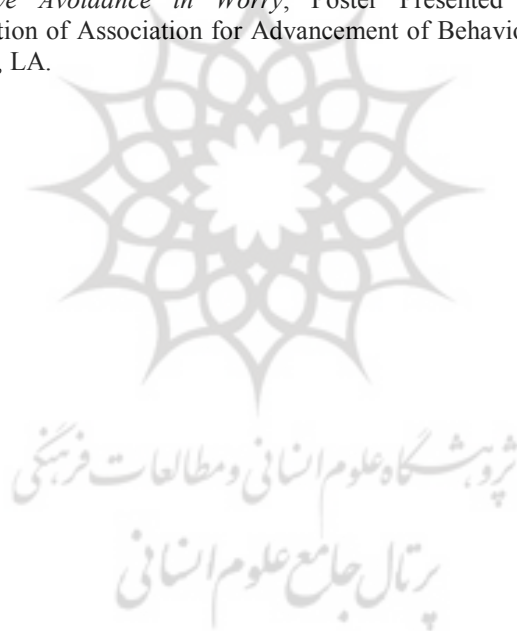 ve Avoidance in Worry, Poster Presented
tion of Association for Advancement of Behavio
, LA.
پژوهشگاه علوم انسانی و مطالعات فرهنگی
پرتال جامع علوم انسانی